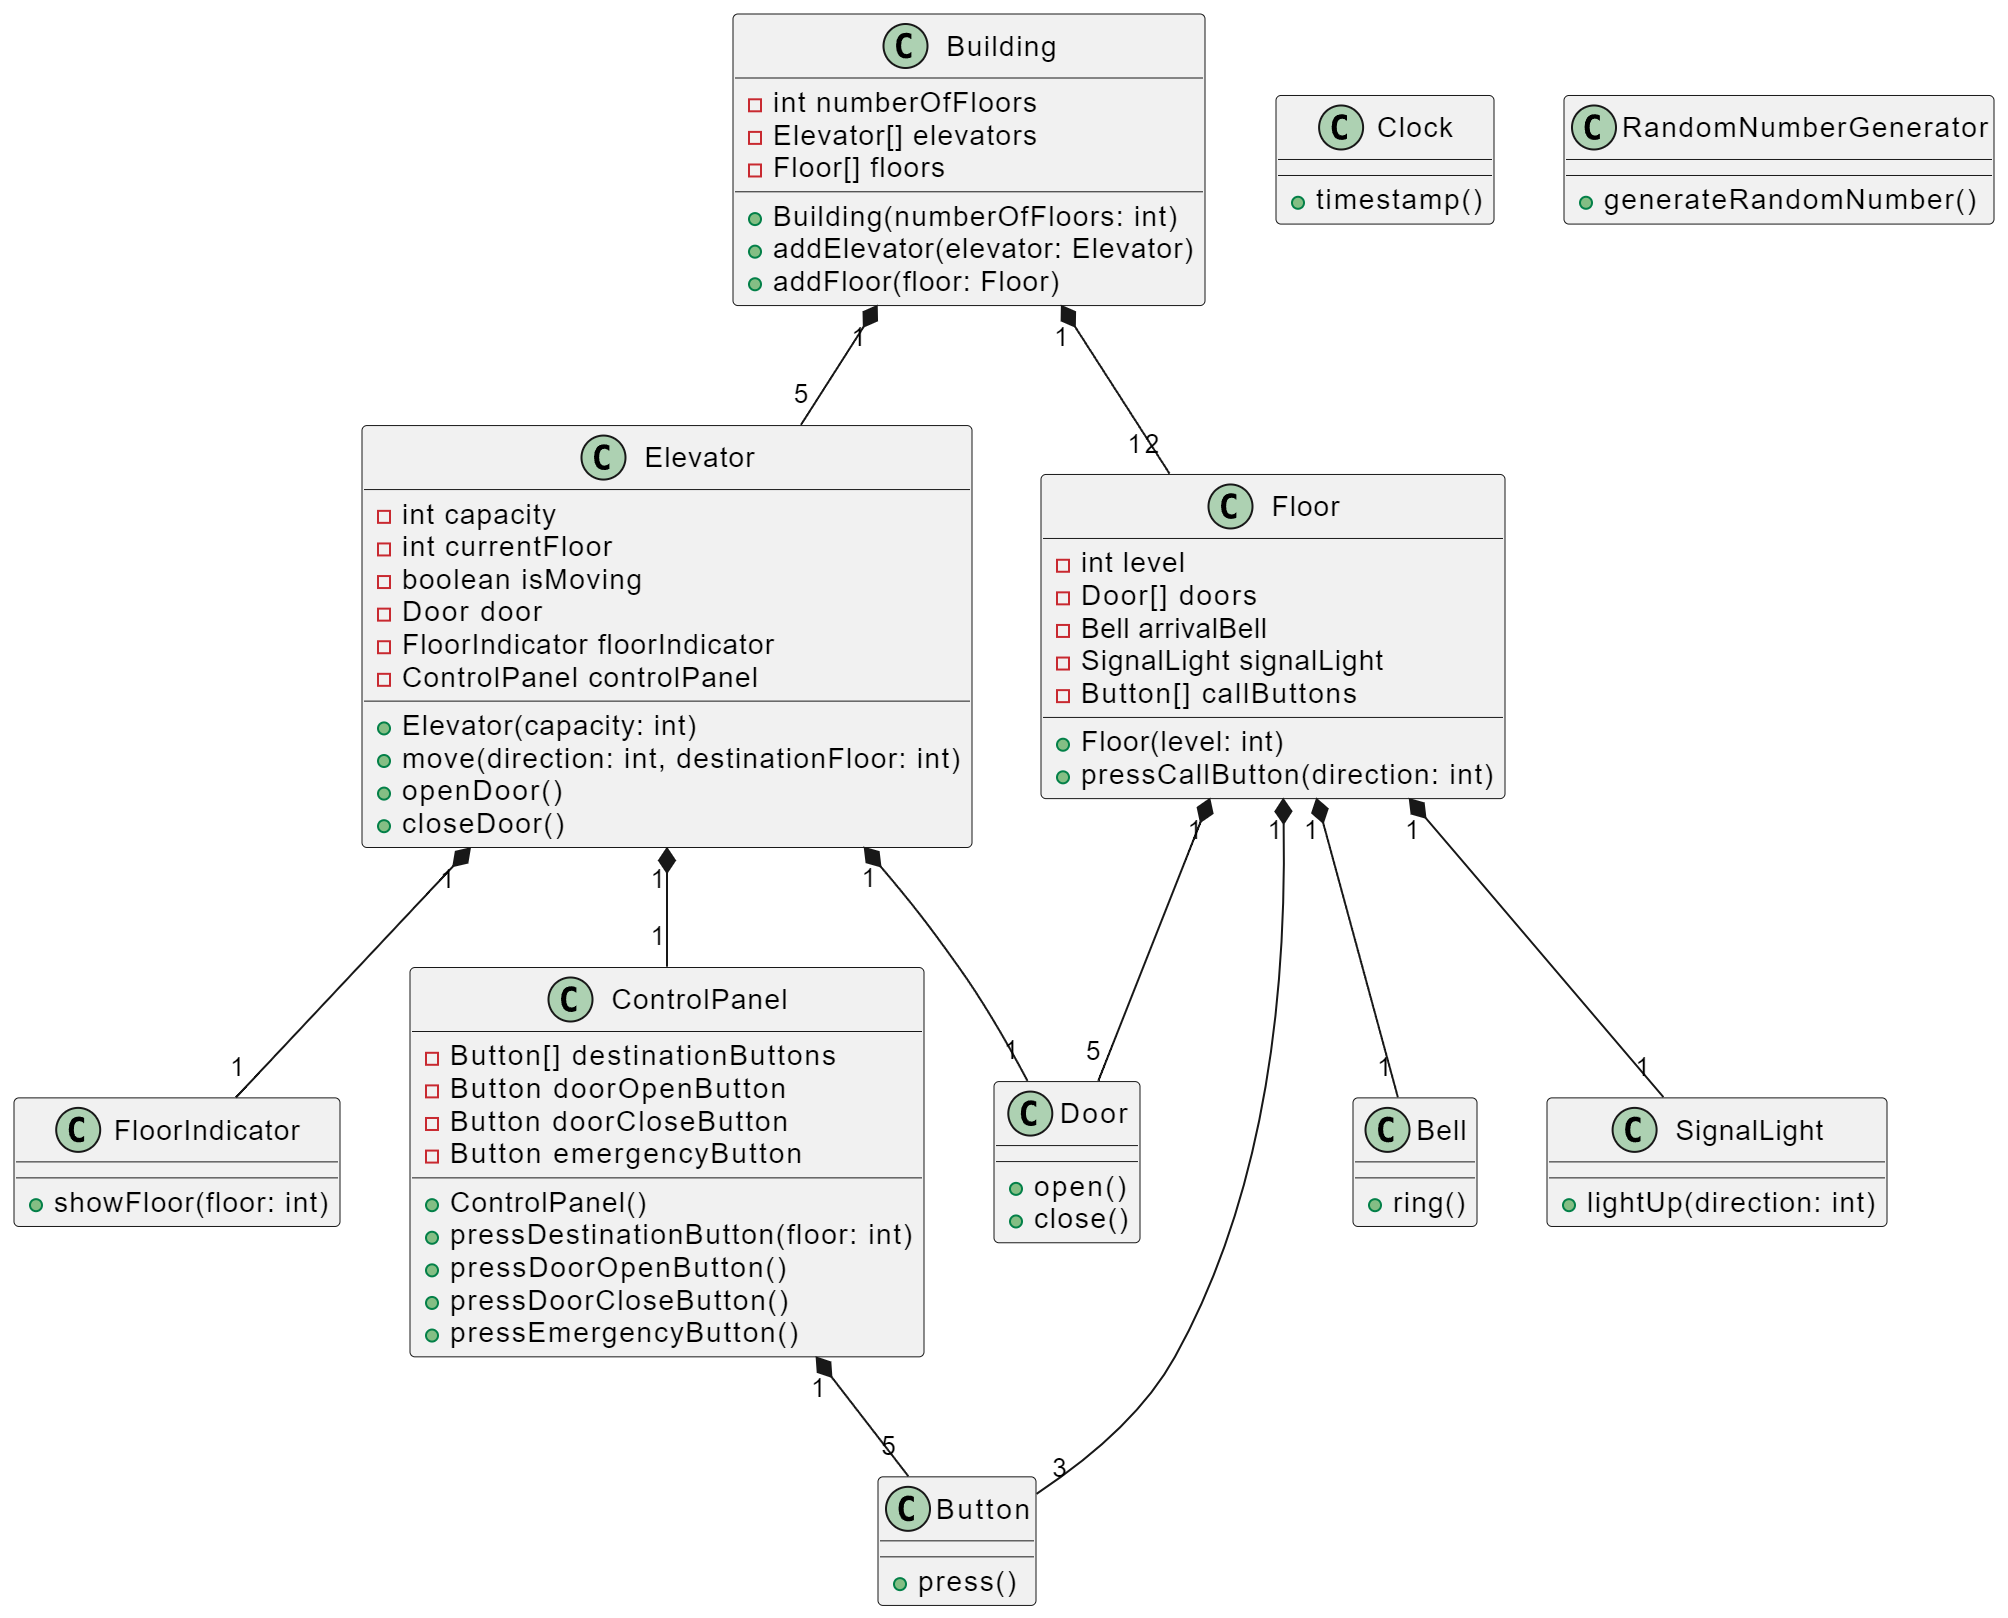 C Building
int numberOfFloors
Elevator[] elevators
Floor[] floors
Building(numberOfFloors: int)
addElevator(elevator: Elevator)
addFloor(floor: Floor)
C Clock
timestamp()
C RandomNumberGenerator
generateRandomNumber()
1
1
5
12
C Elevator
int capacity
int currentFloor
boolean isMoving
Door door
FloorIndicator floorIndicator
ControlPanel controlPanel
Elevator(capacity: int)
move(direction: int, destinationFloor: int)
openDoor()
closeDoor()
C Floor
int level
Door[] doors
Bell arrivalBell
SignalLight signalLight
Button[] callButtons
Floor(level: int)
pressCallButton(direction: int)
1
1
1
1
1
1
1
1
1
1
5
1
1
C FloorIndicator
showFloor(floor: int)
C ControlPanel
Button[] destinationButtons
Button doorOpenButton
Button doorCloseButton
Button emergencyButton
ControlPanel()
pressDestinationButton(floor: int)
pressDoorOpenButton()
pressDoorCloseButton()
pressEmergencyButton()
C Door
open()
close()
C Bell
ring()
C SignalLight
lightUp(direction: int)
1
5
3
C Button
press()